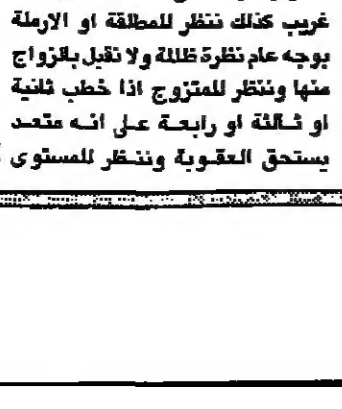 غريب كذلك ننظر للمطلقة او الارملة
بوجه عام نظرة ظالمة ولا نقبل بالزواج
منها وننظر للمتزوج اذا خطب ثانية
او ثالثة او رابعة على انه متعد
يستحق العقوبة وننظر للمستوى